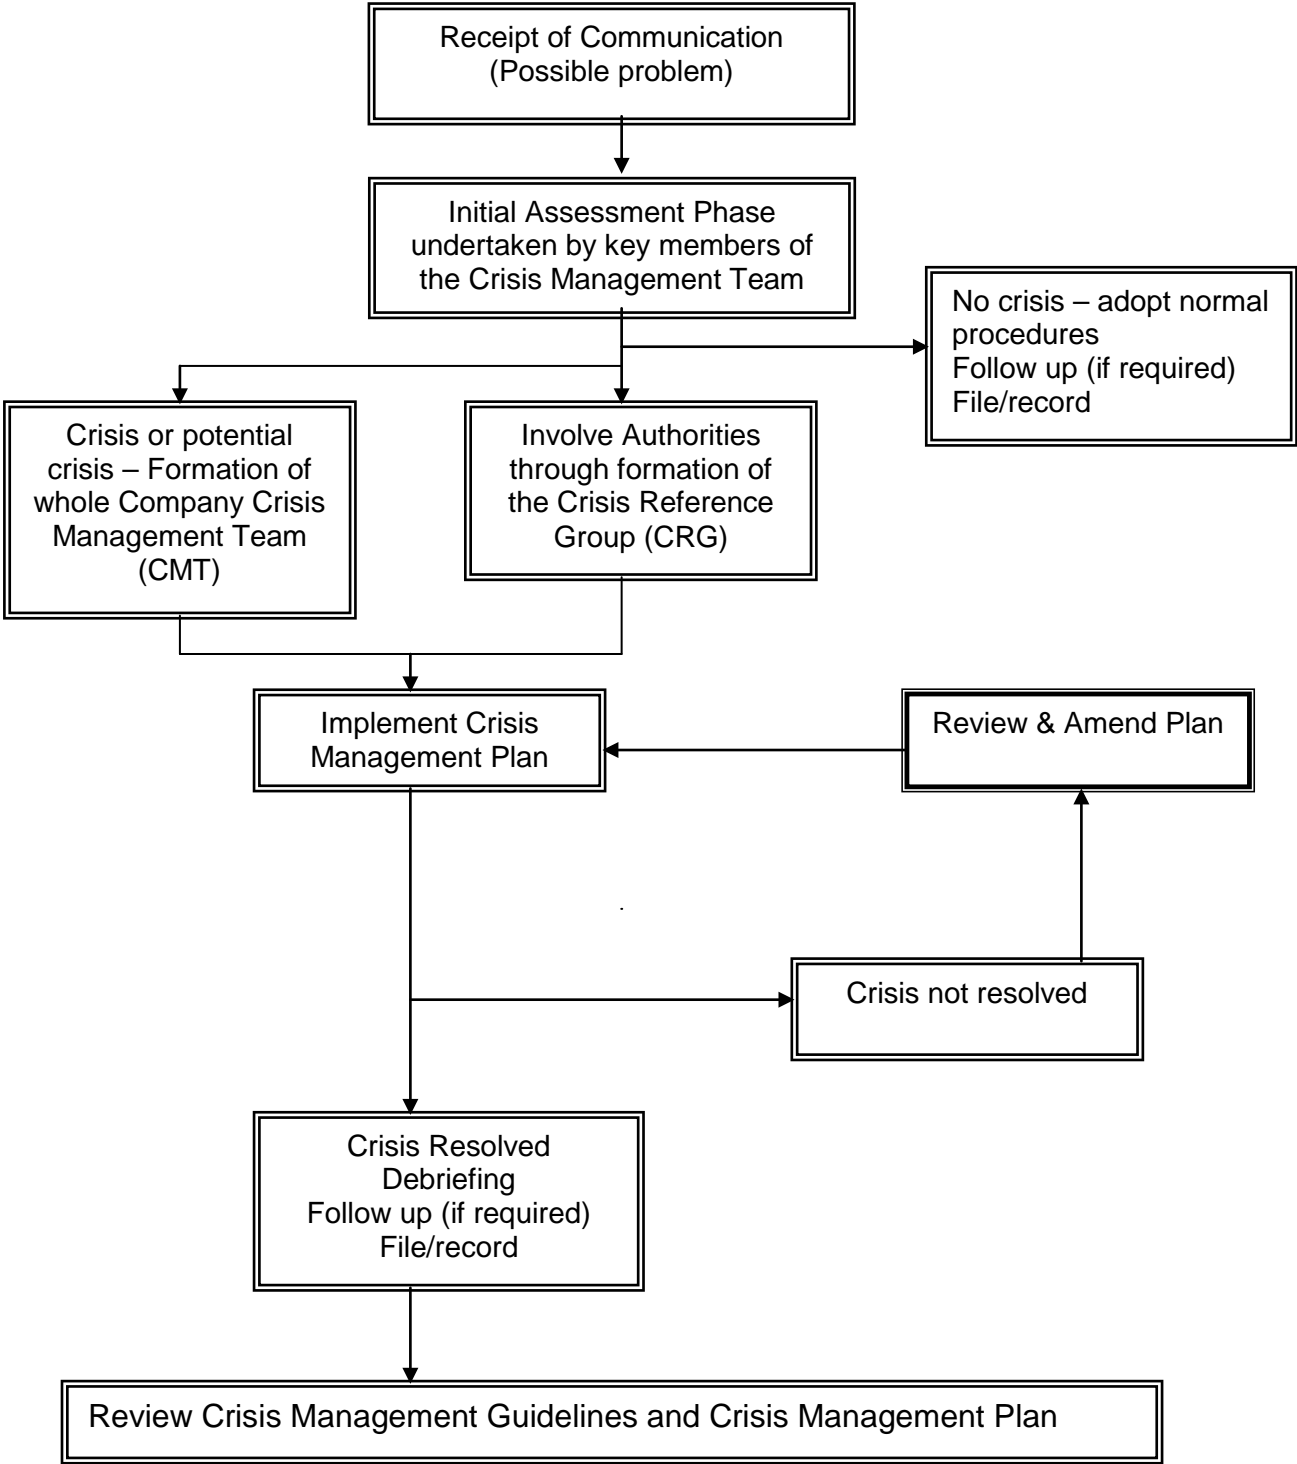 Receipt of Communication
(Possible problem)
Initial Assessment Phase
undertaken by key members of
the Crisis Management Team
No crisis – adopt normal
procedures
Follow up (if required)
File/record
Crisis or potential
crisis – Formation of
whole Company Crisis
Management Team
(CMT)
Involve Authorities
through formation of
the Crisis Reference
Group (CRG)
Implement Crisis
Management Plan
Review & Amend Plan
.
Crisis not resolved
Crisis Resolved
Debriefing
Follow up (if required)
File/record
Review Crisis Management Guidelines and Crisis Management Plan